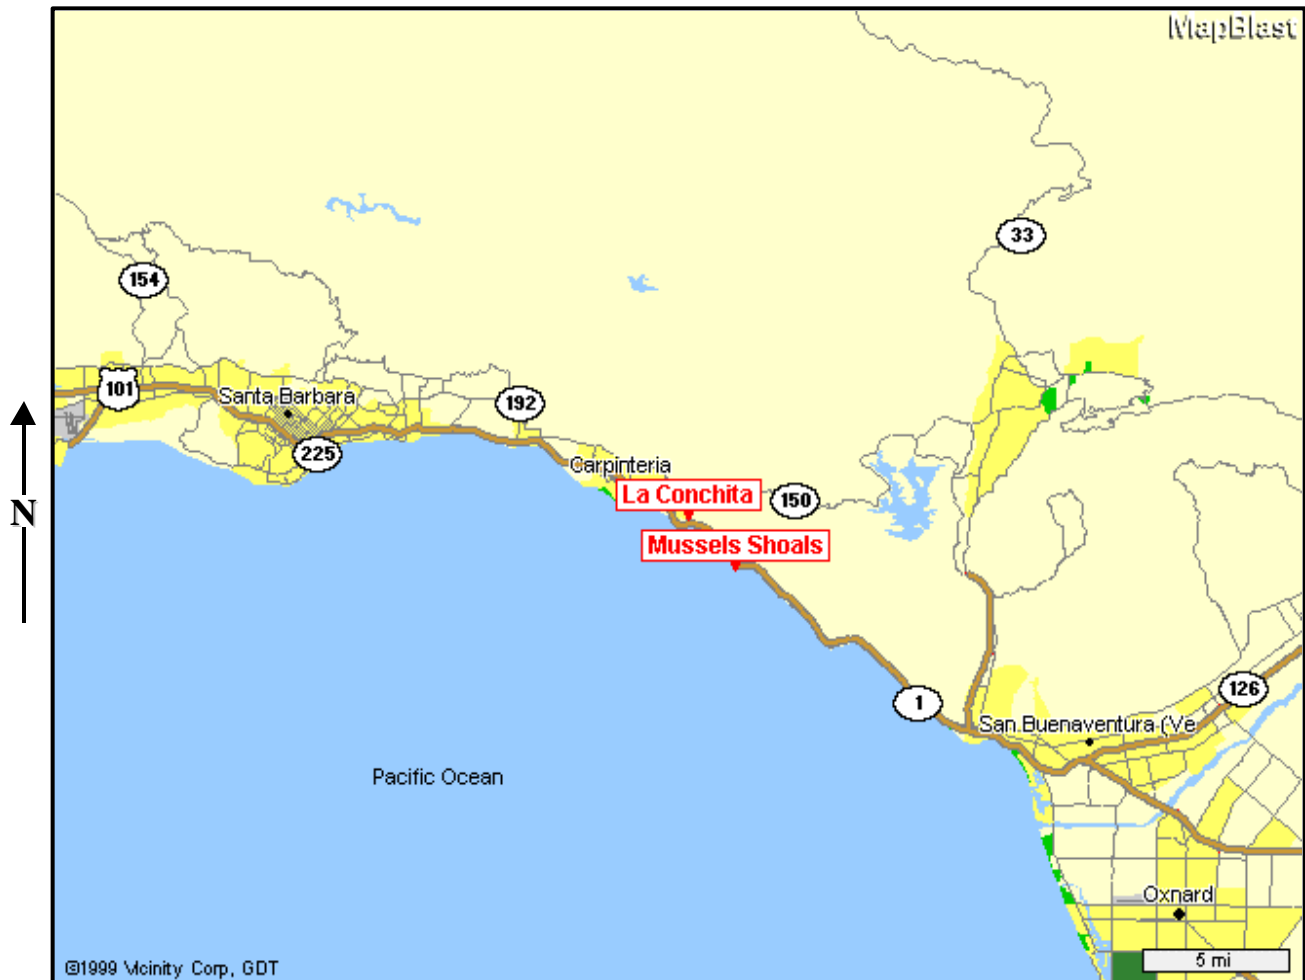 MapBlast
33
154
101
Santa Barbara
192
225
Carpinteria
La Conchita
150
N
Mussels Shoals
126
1
San Buenaventura (Ve
Pacific Ocean
Oxnard
5 mi
©1999 Vicinity Corp, GDT